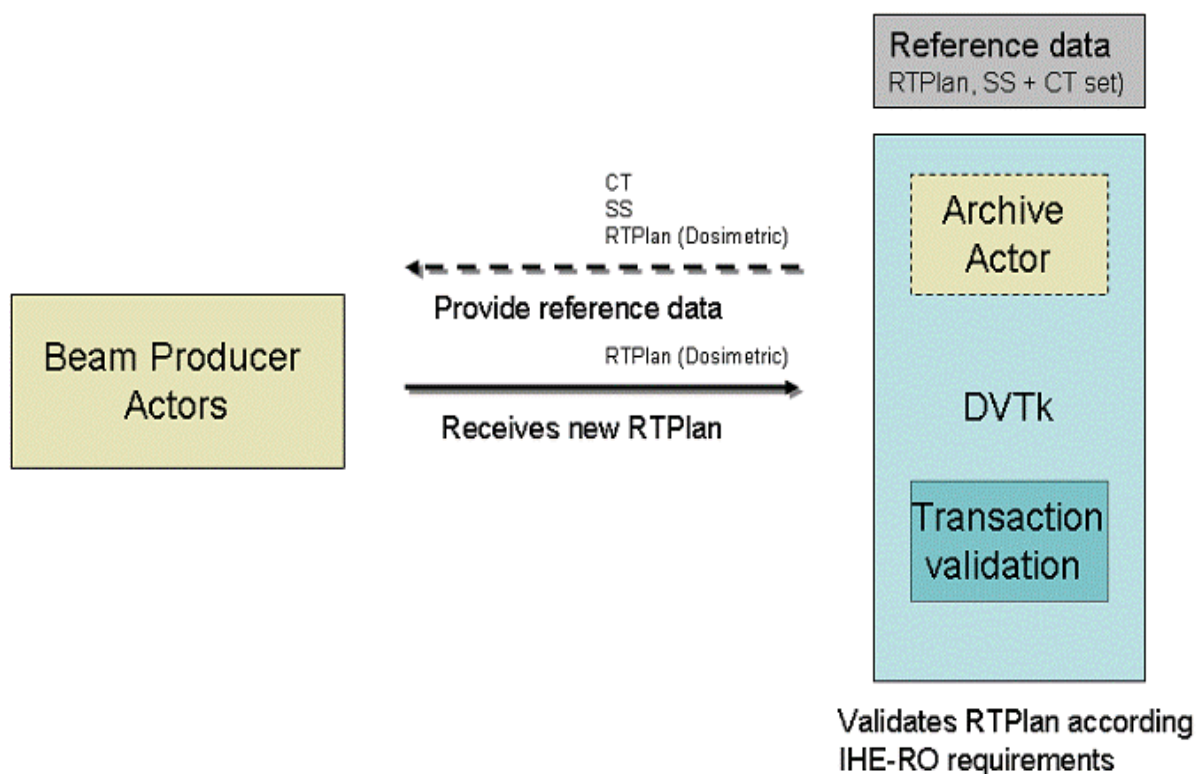 Reference data
RTPlan, SS + CT set)
CT
SS
RTPlan (Dosimetric)
Archive
Actor
Provide reference data
Beam Producer
Actors
RTPlan (Dosimetric)
Receives new RTPlan
DVTk
Transaction
validation
Validates RTPlan according
IHE-RO requirements